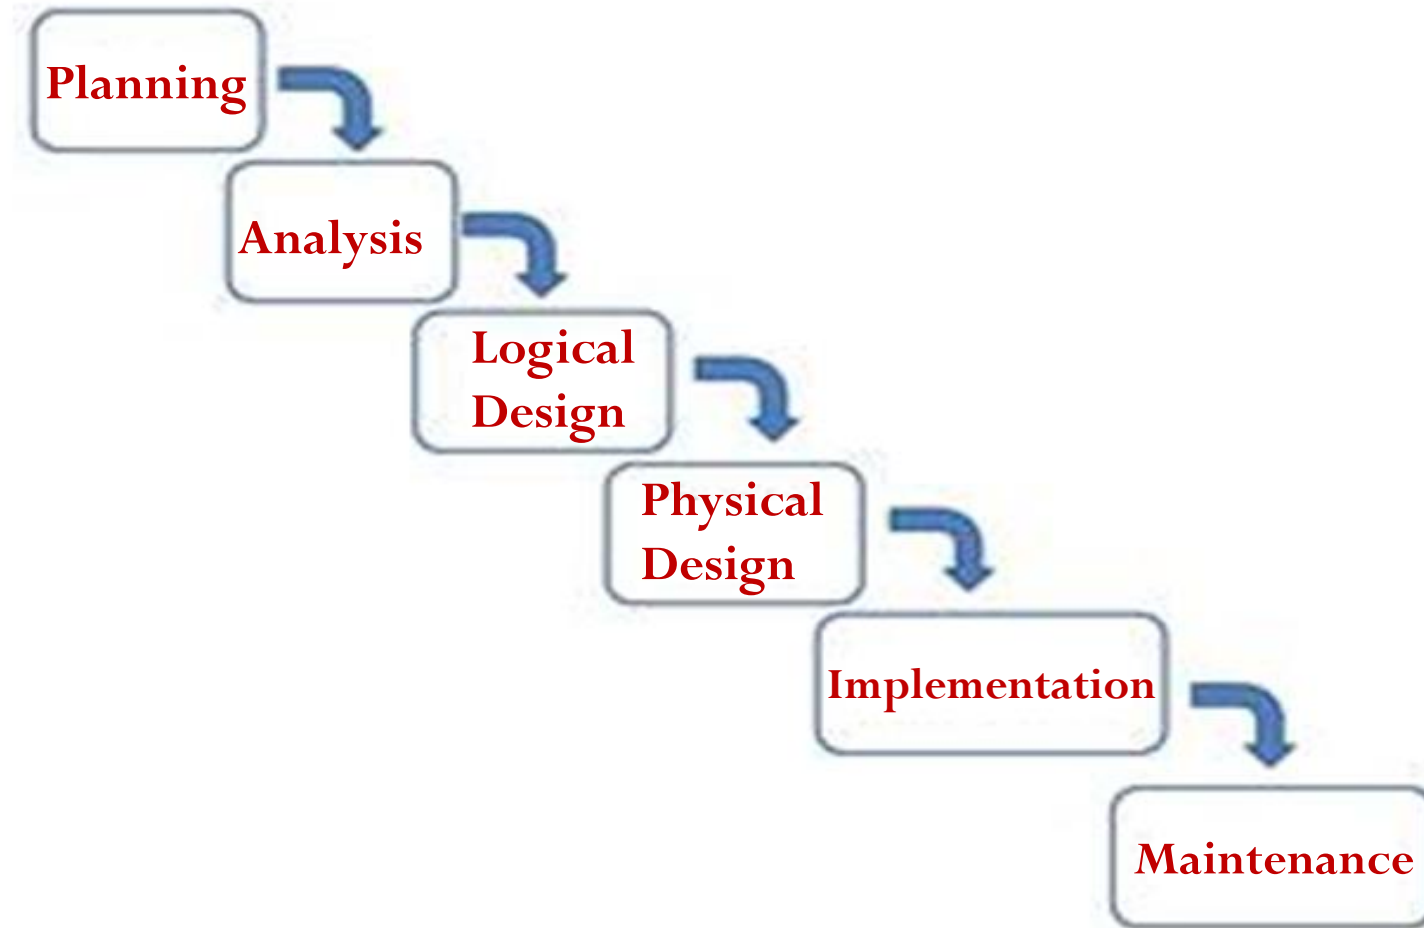 Planning
Analysis
Logical
Design
Physical
Design
Implementation
Maintenance